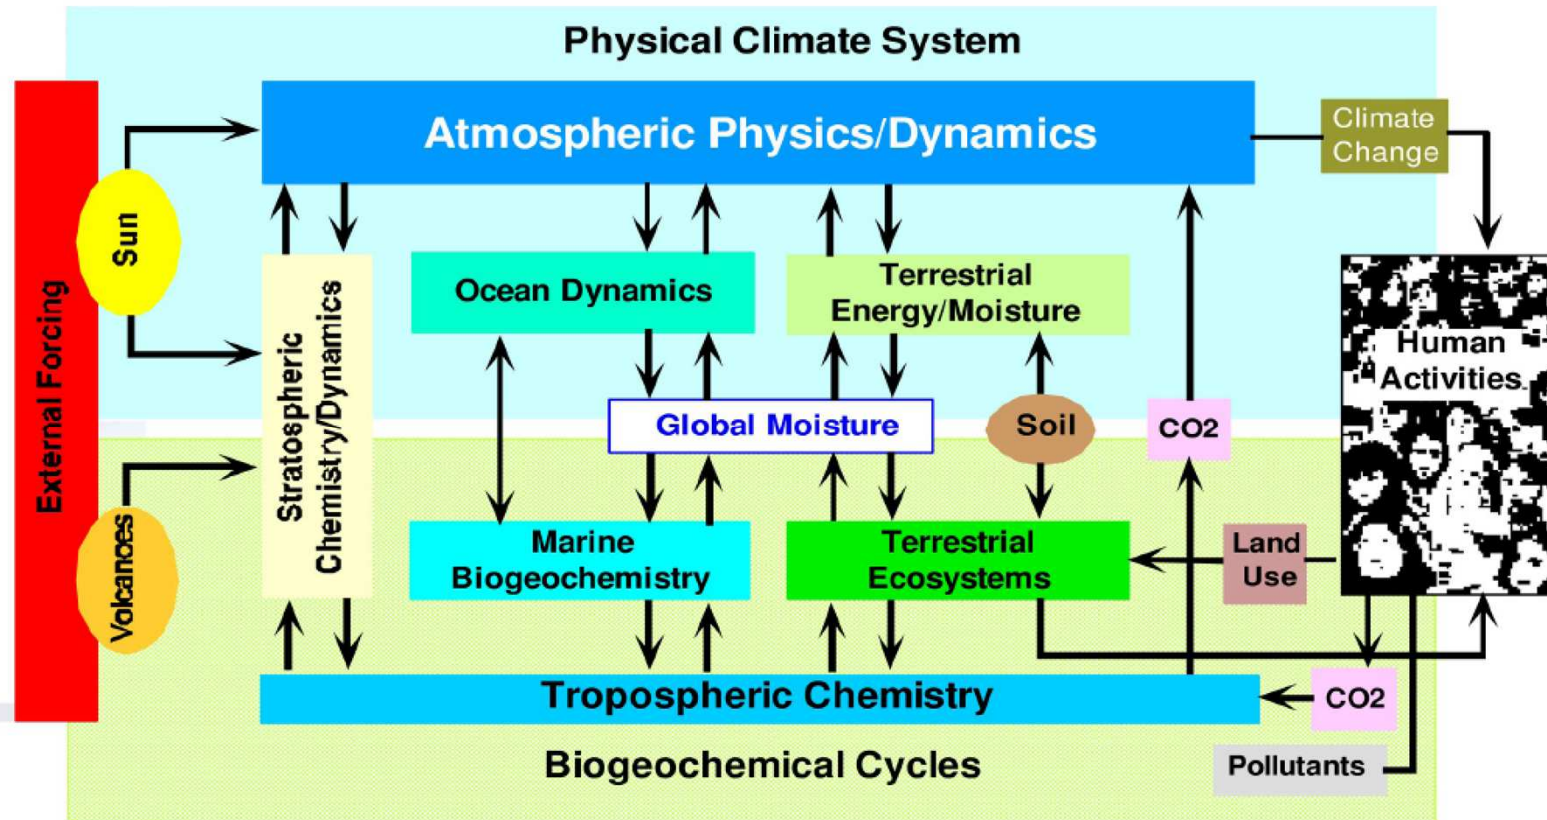 Physical Climate System
Atmospheric Physics/Dynamics
Climate
Change
External Forcing
Sun
Stratospheric
Chemistry/Dynamics
Ocean Dynamics
Terrestrial
Energy/Moisture
Human
Activities
Global Moisture
Soil
CO2
Volcanoes
Marine
Biogeochemistry
Terrestrial
Ecosystems
Land
Use
Tropospheric Chemistry
CO2
Biogeochemical Cycles
Pollutants